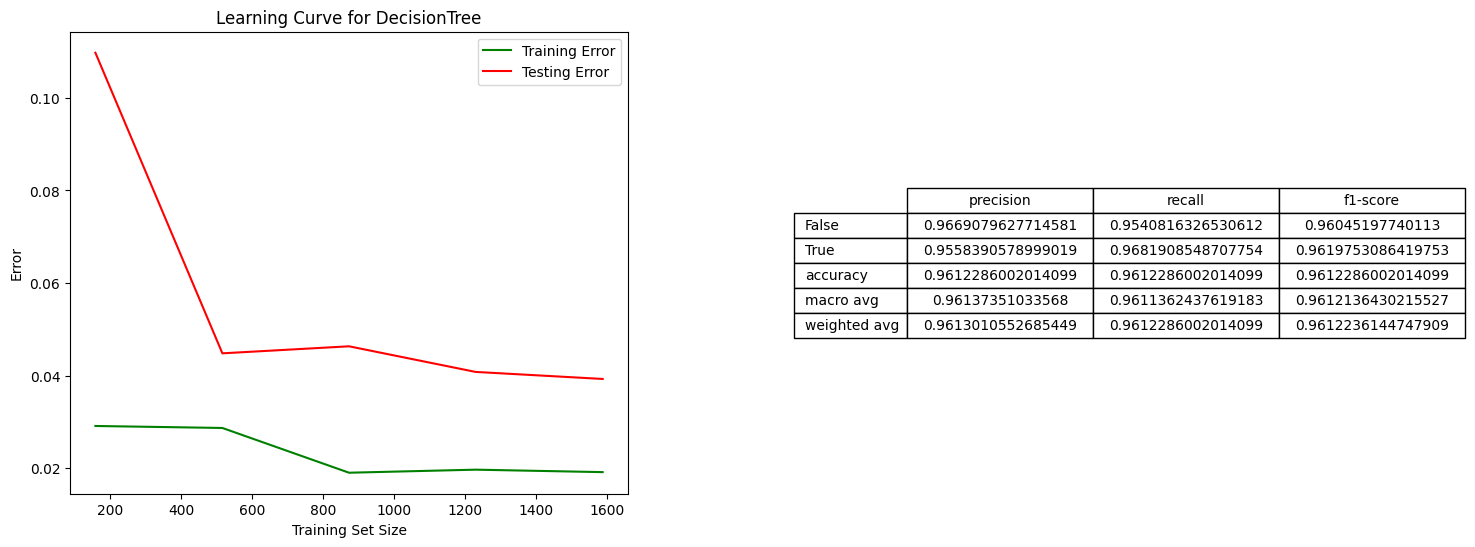 Learning Curve for DecisionTree
Training Error
Testing Error
0.10
0.08
0.06
0.04
0.02
Error
200 400 600 800 1000 1200 1400 1600
Training Set Size
precision recall f1-score
False 0.9669079627714581 0.9540816326530612 0.96045197740113
True 0.9558390578999019 0.9681908548707754 0.9619753086419753
accuracy 0.9612286002014099 0.9612286002014099 0.9612286002014099
macro avg 0.96137351033568 0.9611362437619183 0.9612136430215527
weighted avg 0.9613010552685449 0.9612286002014099 0.9612236144747909